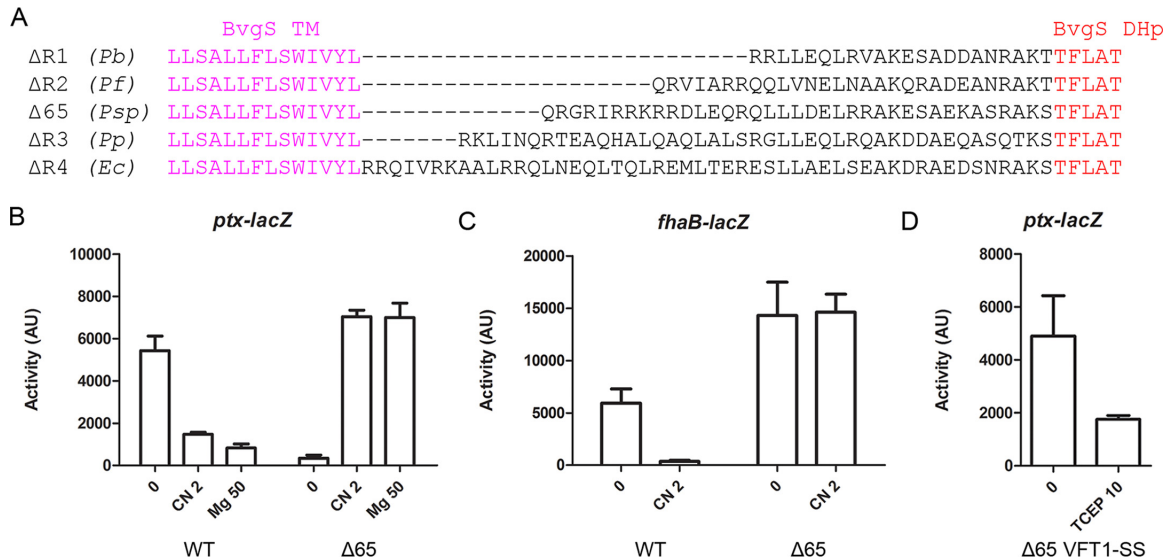 A
BvgS TM BvgS DHp
ΔR1 (Pb) LLSALLFLSWIVYL------------------------RRLLEQLRVAKESADDANRAKTTFLAT
ΔR2 (Pf) LLSALLFLSWIVYL------------------QRVIARRQQLVNELNAAKQRADEANRAKTTFLAT
Δ65 (Psp) LLSALLFLSWIVYL-----------QRGRIRRKRRDLEQRQLLLDELRRAKESAEKASRAKSTFLAT
ΔR3 (Pp) LLSALLFLSWIVYL------RKLINQRTEAQHALQAQLALSRGLLEQLRQAKDAEQASQTKSTFLAT
ΔR4 (Ec) LLSALLFLSWIVYLRRQIVRKAALRRQLNEQLTQLREMLTERESLLAELSEAKDRAEDSNRAKSTFLAT
B
ptx-lacZ
Activity (AU)
10000
8000
6000
4000
2000
0
0 CN 2 Mg 50 0 CN 2 Mg 50
WT Δ65
C
fhaB-lacZ
Activity (AU)
20000
15000
10000
5000
0
0 CN 2 0 CN 2
WT Δ65
D
ptx-lacZ
Activity (AU)
8000
6000
4000
2000
0
0 TCEP 10
Δ65 VFT1-SS